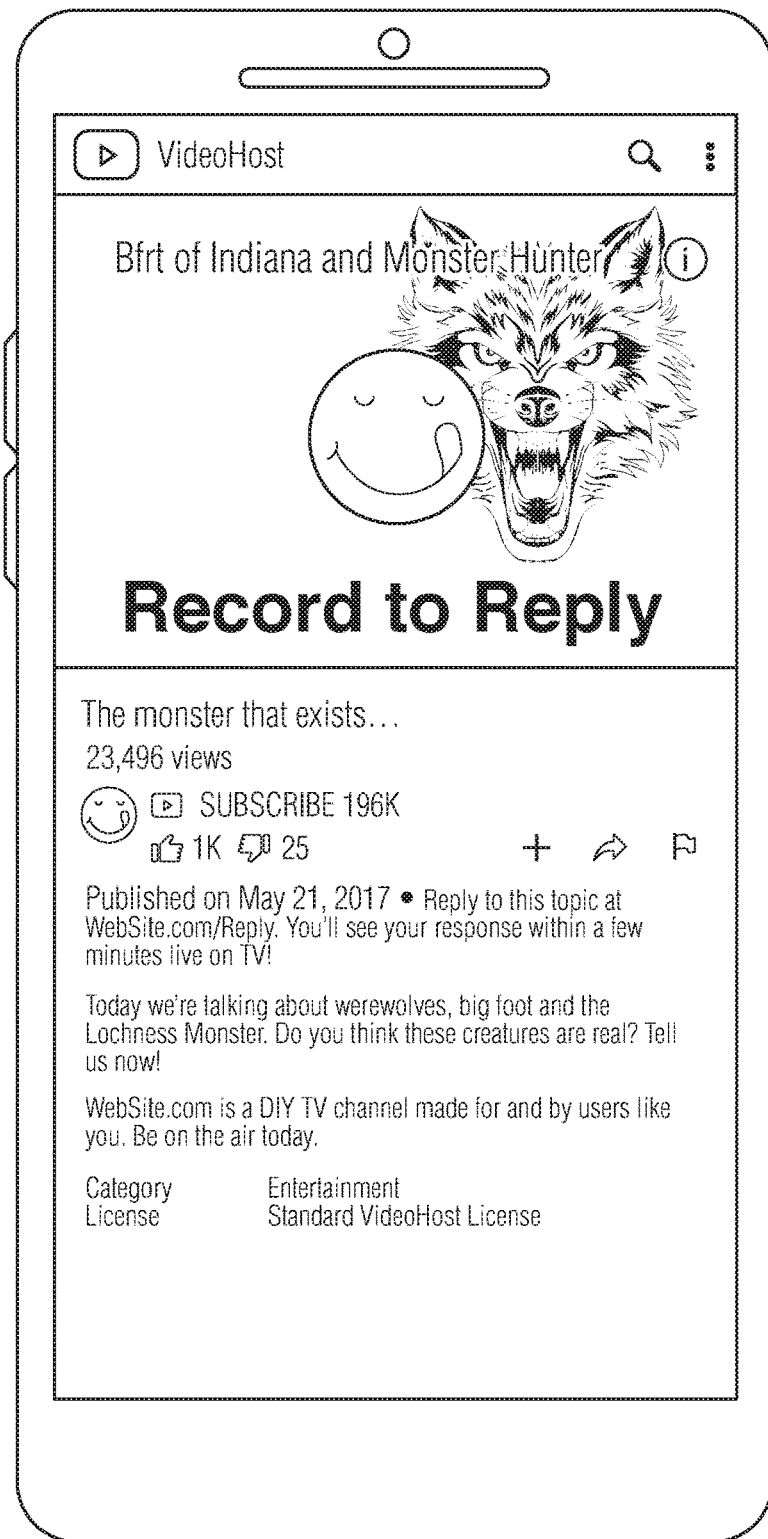 VideoHost
Bfrt of Indiana and Monster Hunter i
Record to Reply
The monster that exists...
23,496 views
SUBSCRIBE 196K
1K 25
Published on May 21, 2017 • Reply to this topic at
WebSite.com/Reply. You'll see your response within a few
minutes live on TV!
Today we're talking about werewolves, big foot and the
Lochness Monster. Do you think these creatures are real? Tell
us now!
WebSite.com is a DIY TV channel made for and by users like
you. Be on the air today.
Category Entertainment
License Standard VideoHost License